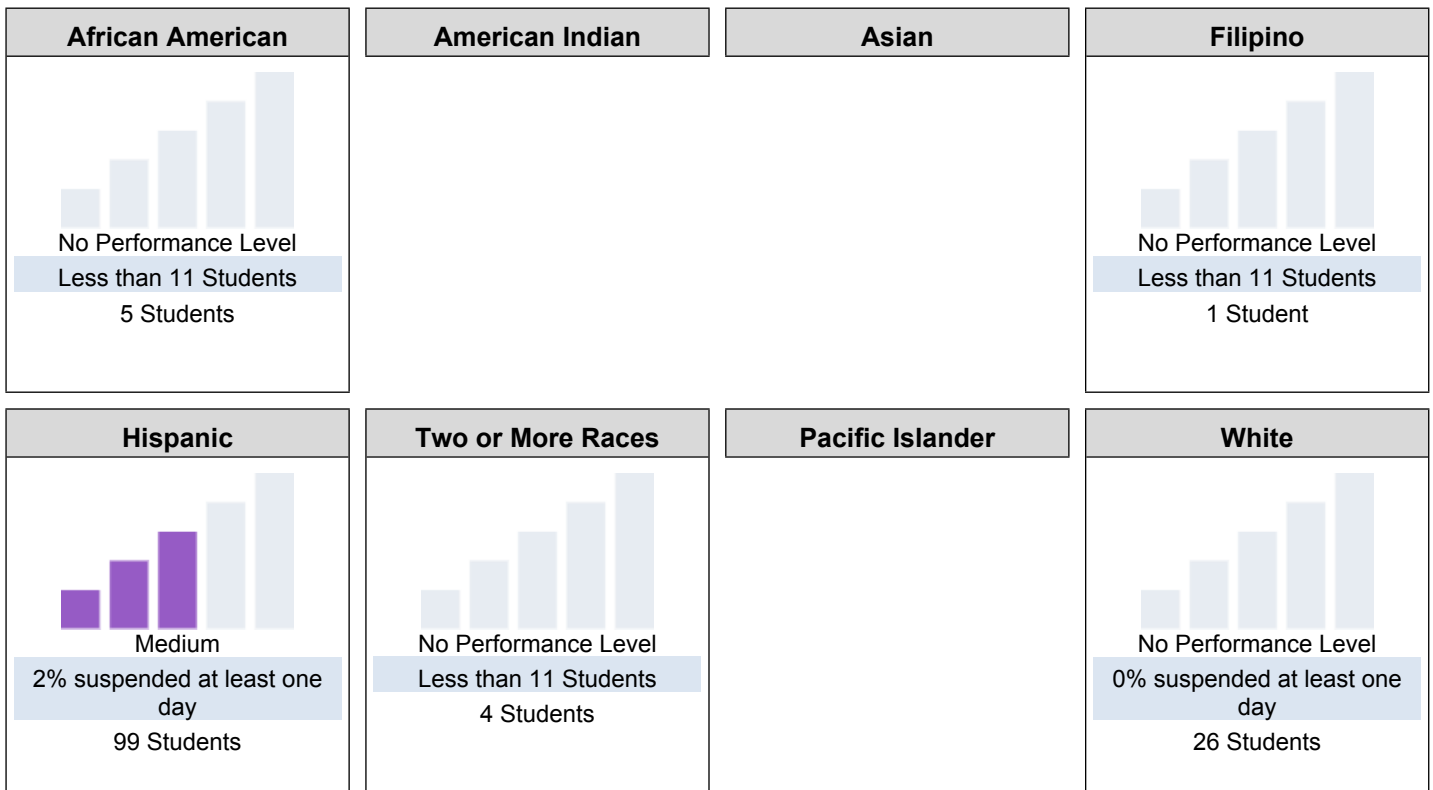 African American
American Indian
Asian
Filipino
No Performance Level
Less than 11 Students
5 Students
No Performance Level
Less than 11 Students
1 Student
Hispanic
Two or More Races
Pacific Islander
White
Medium
2% suspended at least one
day
99 Students
No Performance Level
Less than 11 Students
4 Students
No Performance Level
0% suspended at least one
day
26 Students